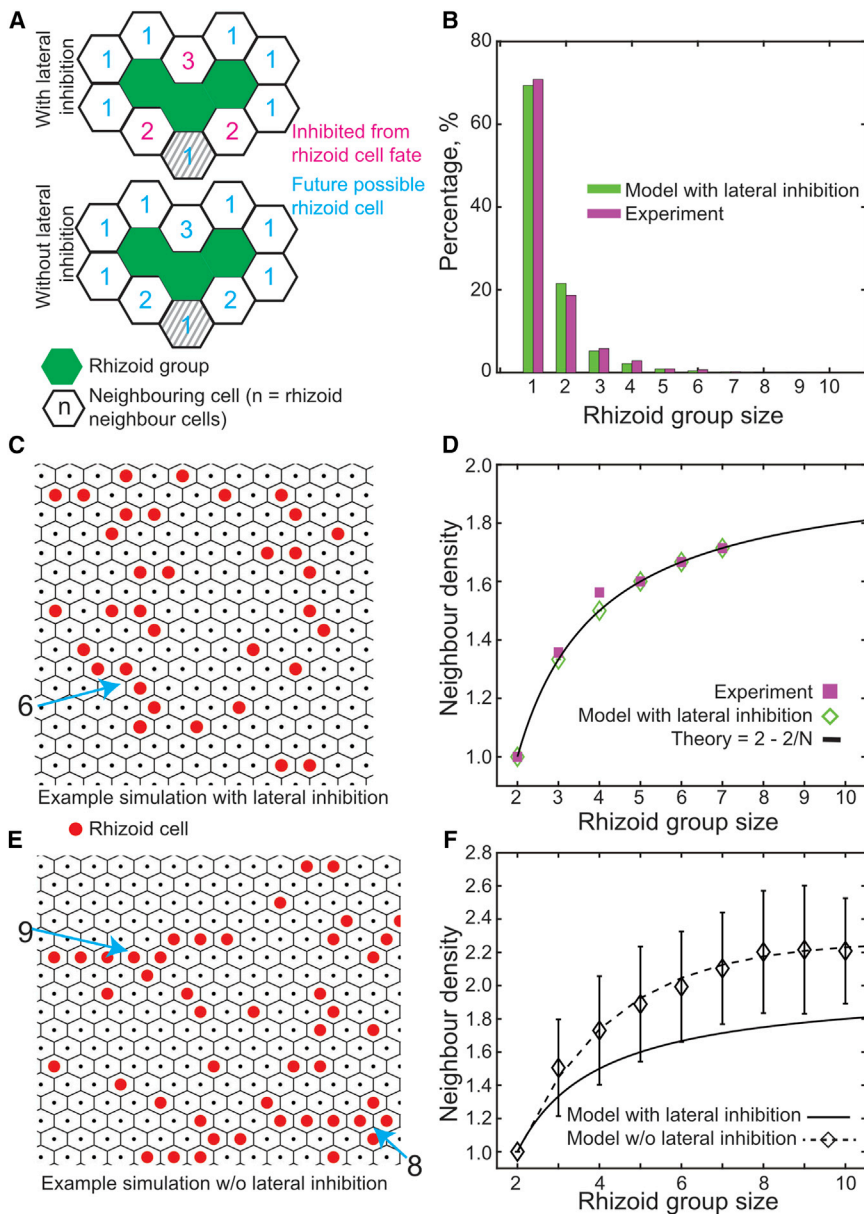 A
With lateral
inhibition
1
1
1
3
1
1
1
2
2
1
Inhibited from
rhizoid cell fate
Future possible
rhizoid cell
Without lateral
inhibition
1
1
1
3
1
1
1
2
2
1
Rhizoid group
n
Neighbouring cell (n = rhizoid
neighbour cells)
B
Percentage, %
80
60
40
20
0
Model with lateral inhibition
Experiment
1 2 3 4 5 6 7 8 9 10
Rhizoid group size
C
6
Example simulation with lateral inhibition
Rhizoid cell
D
Neighbour density
2.0
1.8
1.6
1.4
1.2
1.0
Experiment
Model with lateral inhibition
Theory = 2 - 2/N
2 3 4 5 6 7 8 9 10
Rhizoid group size
E
9
8
Example simulation w/o lateral inhibition
F
Neighbour density
2.8
2.6
2.4
2.2
2.0
1.8
1.6
1.4
1.2
1.0
Model with lateral inhibition
Model w/o lateral inhibition
2 4 6 8 10
Rhizoid group size